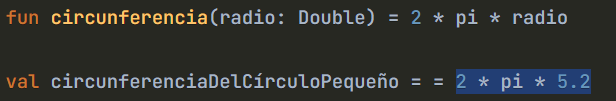 fun circunferencia(radio: Double) = 2 * pi * radio
val circunferenciaDelCírculoPequeño = = 2 * pi * 5.2